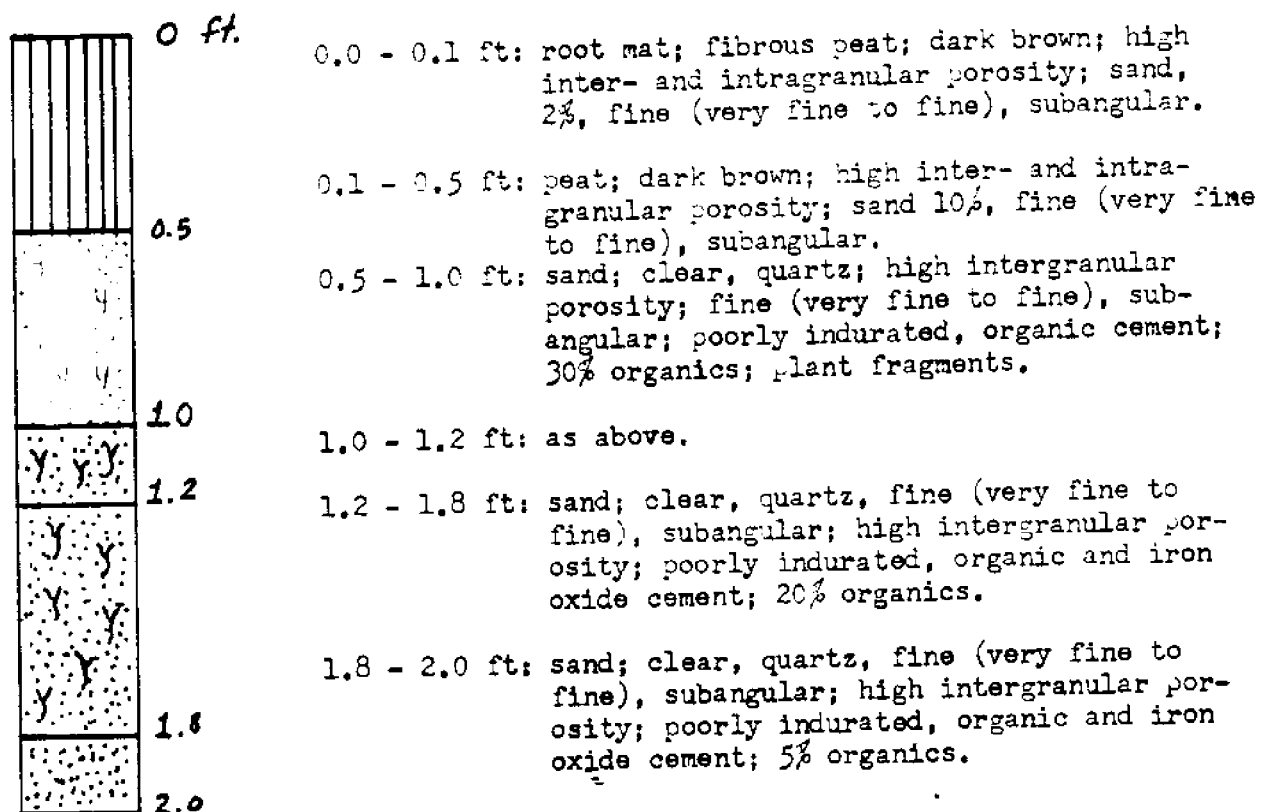 0 ft.
0.0 - 0.1 ft: root mat; fibrous peat; dark brown; high
inter- and intragranular porosity; sand,
2%, fine (very fine to fine), subangular.
0.1 - 0.5 ft: peat; dark brown; high inter- and intra-
granular porosity; sand 10%, fine (very fine
to fine), subangular.
0.5
0.5 - 1.0 ft: sand; clear, quartz; high intergranular
porosity; fine (very fine to fine), sub-
angular; poorly indurated, organic cement;
30% organics; plant fragments.
1.0
1.0 - 1.2 ft: as above.
1.2
1.2 - 1.8 ft: sand; clear, quartz, fine (very fine to
fine), subangular; high intergranular por-
osity; poorly indurated, organic and iron
oxide cement; 20% organics.
1.8 - 2.0 ft: sand; clear, quartz, fine (very fine to
fine), subangular; high intergranular por-
osity; poorly indurated, organic and iron
oxide cement; 5% organics.
1.8
2.0